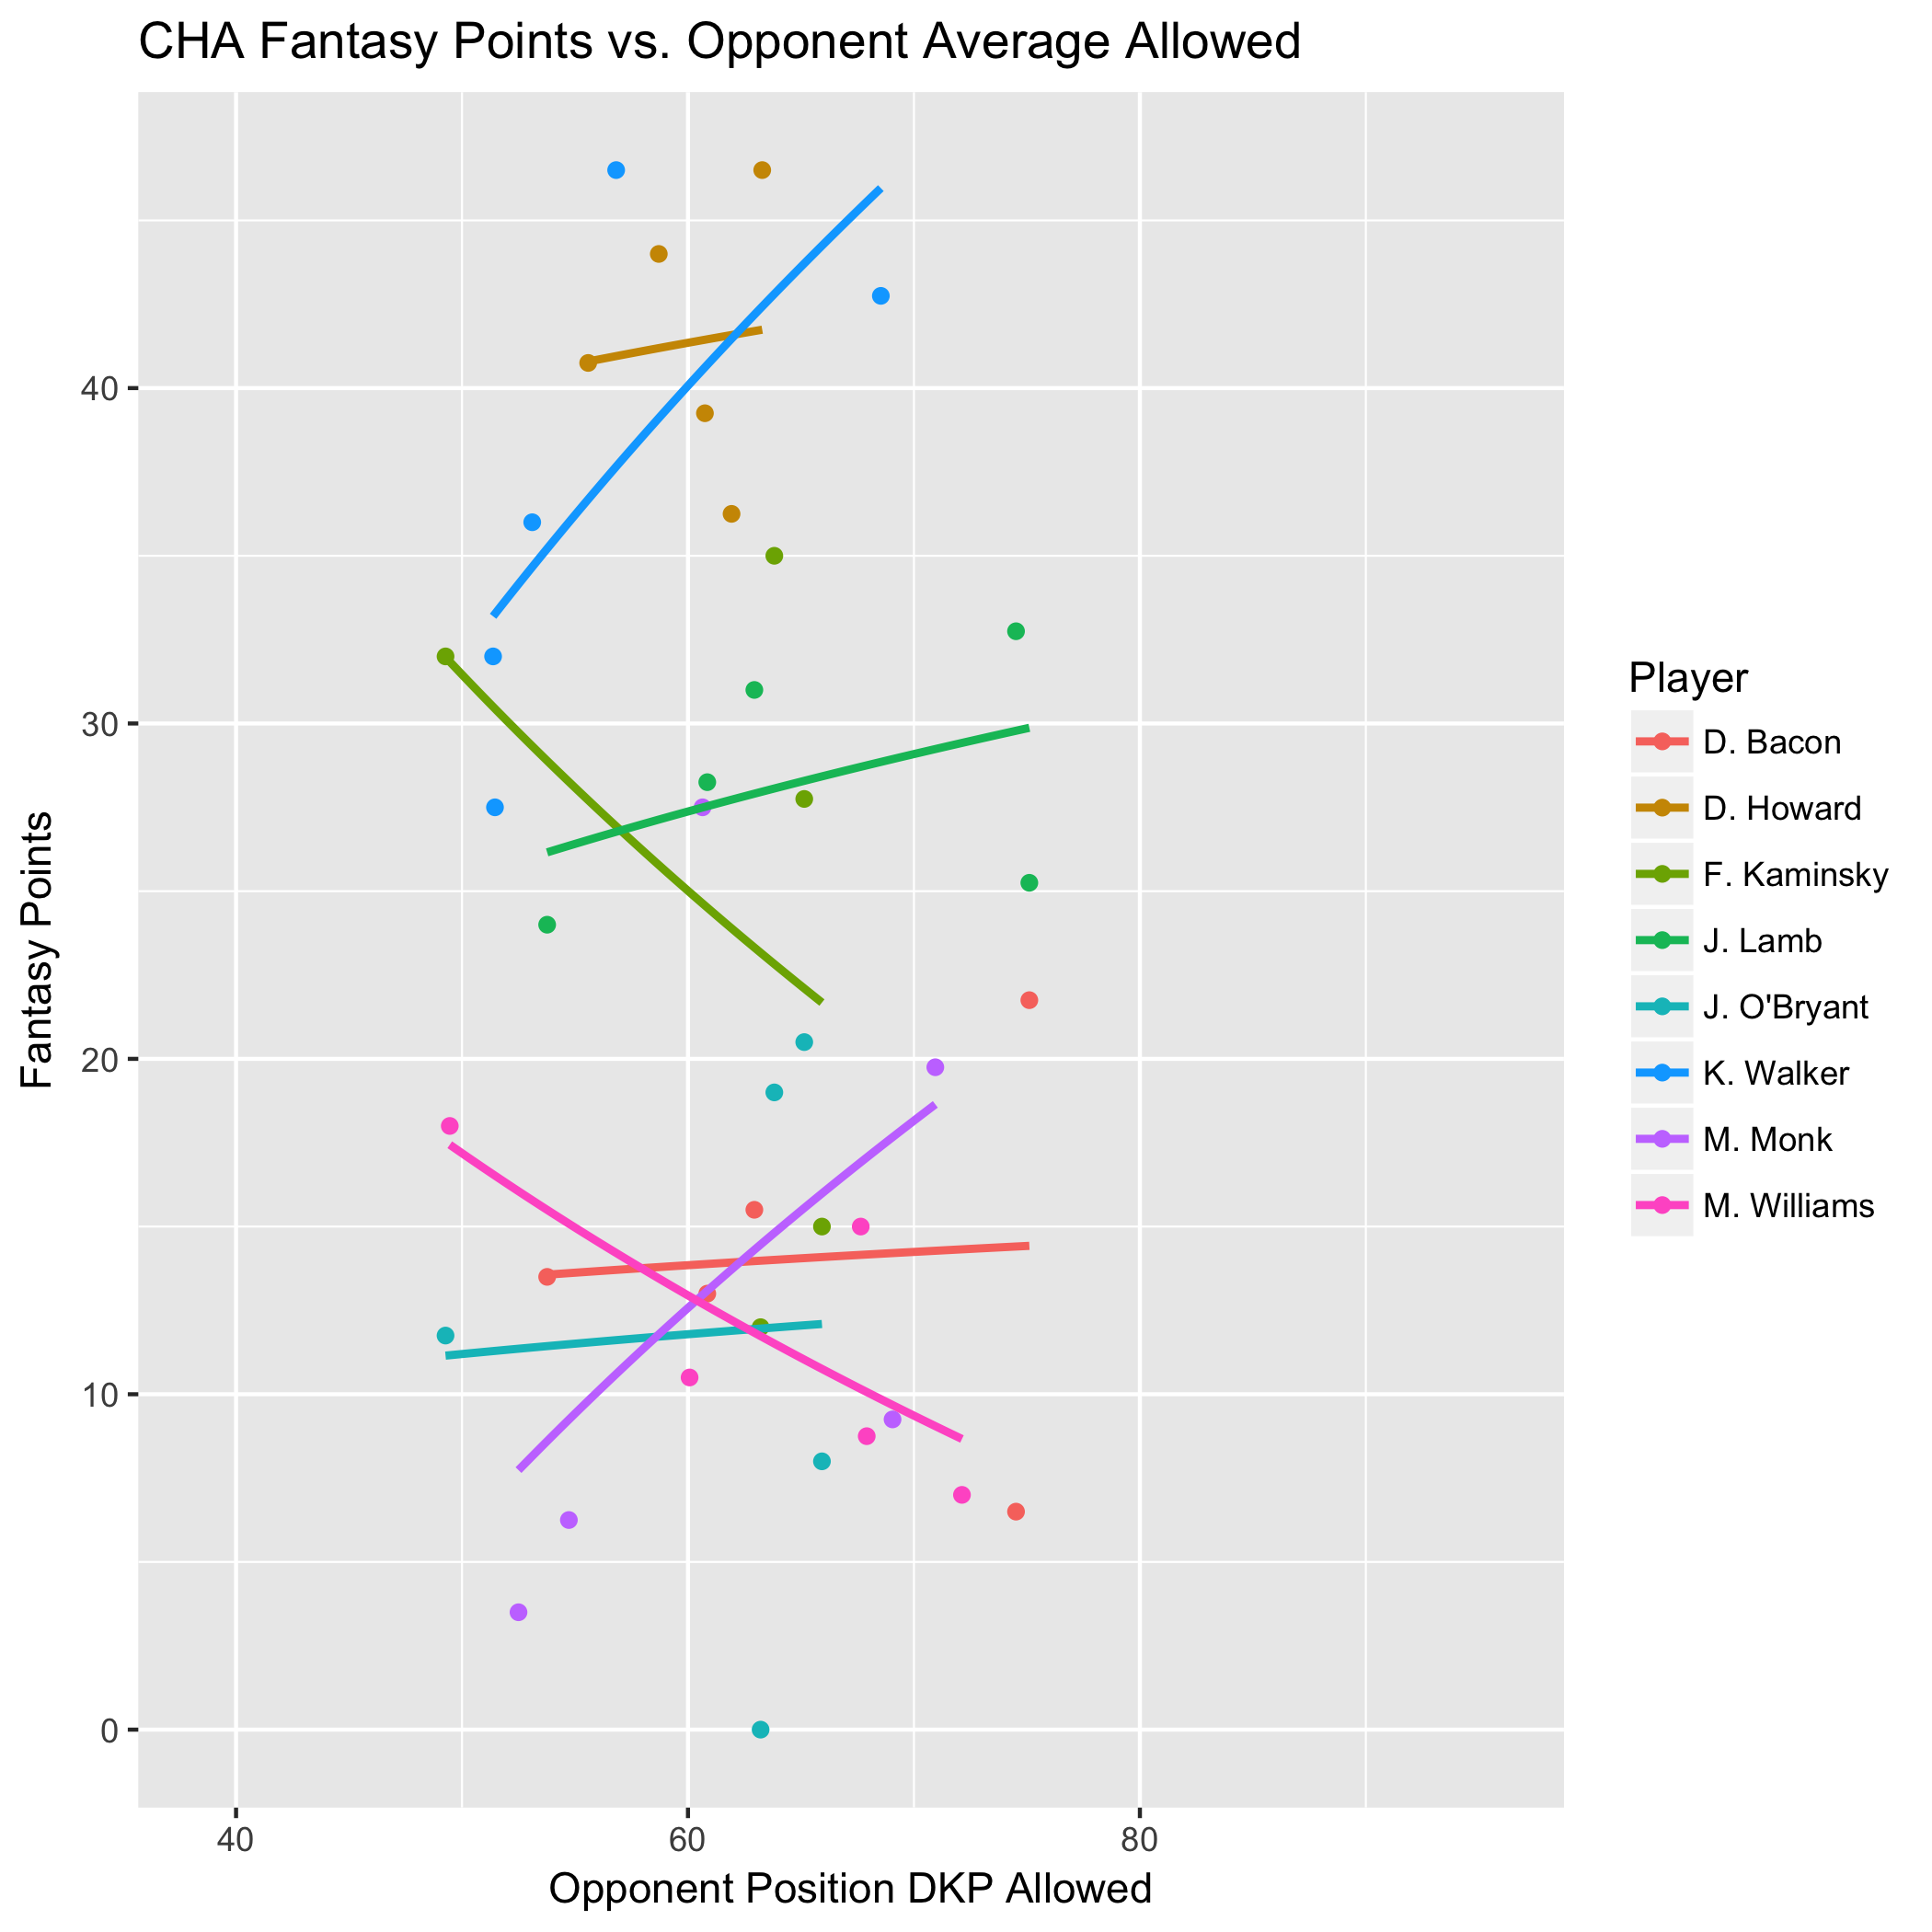 CHA Fantasy Points vs. Opponent Average Allowed
Fantasy Points
40
30
20
10
0
40 60 80
Opponent Position DKP Allowed
Player
D. Bacon
D. Howard
F. Kaminsky
J. Lamb
J. O'Bryant
K. Walker
M. Monk
M. Williams